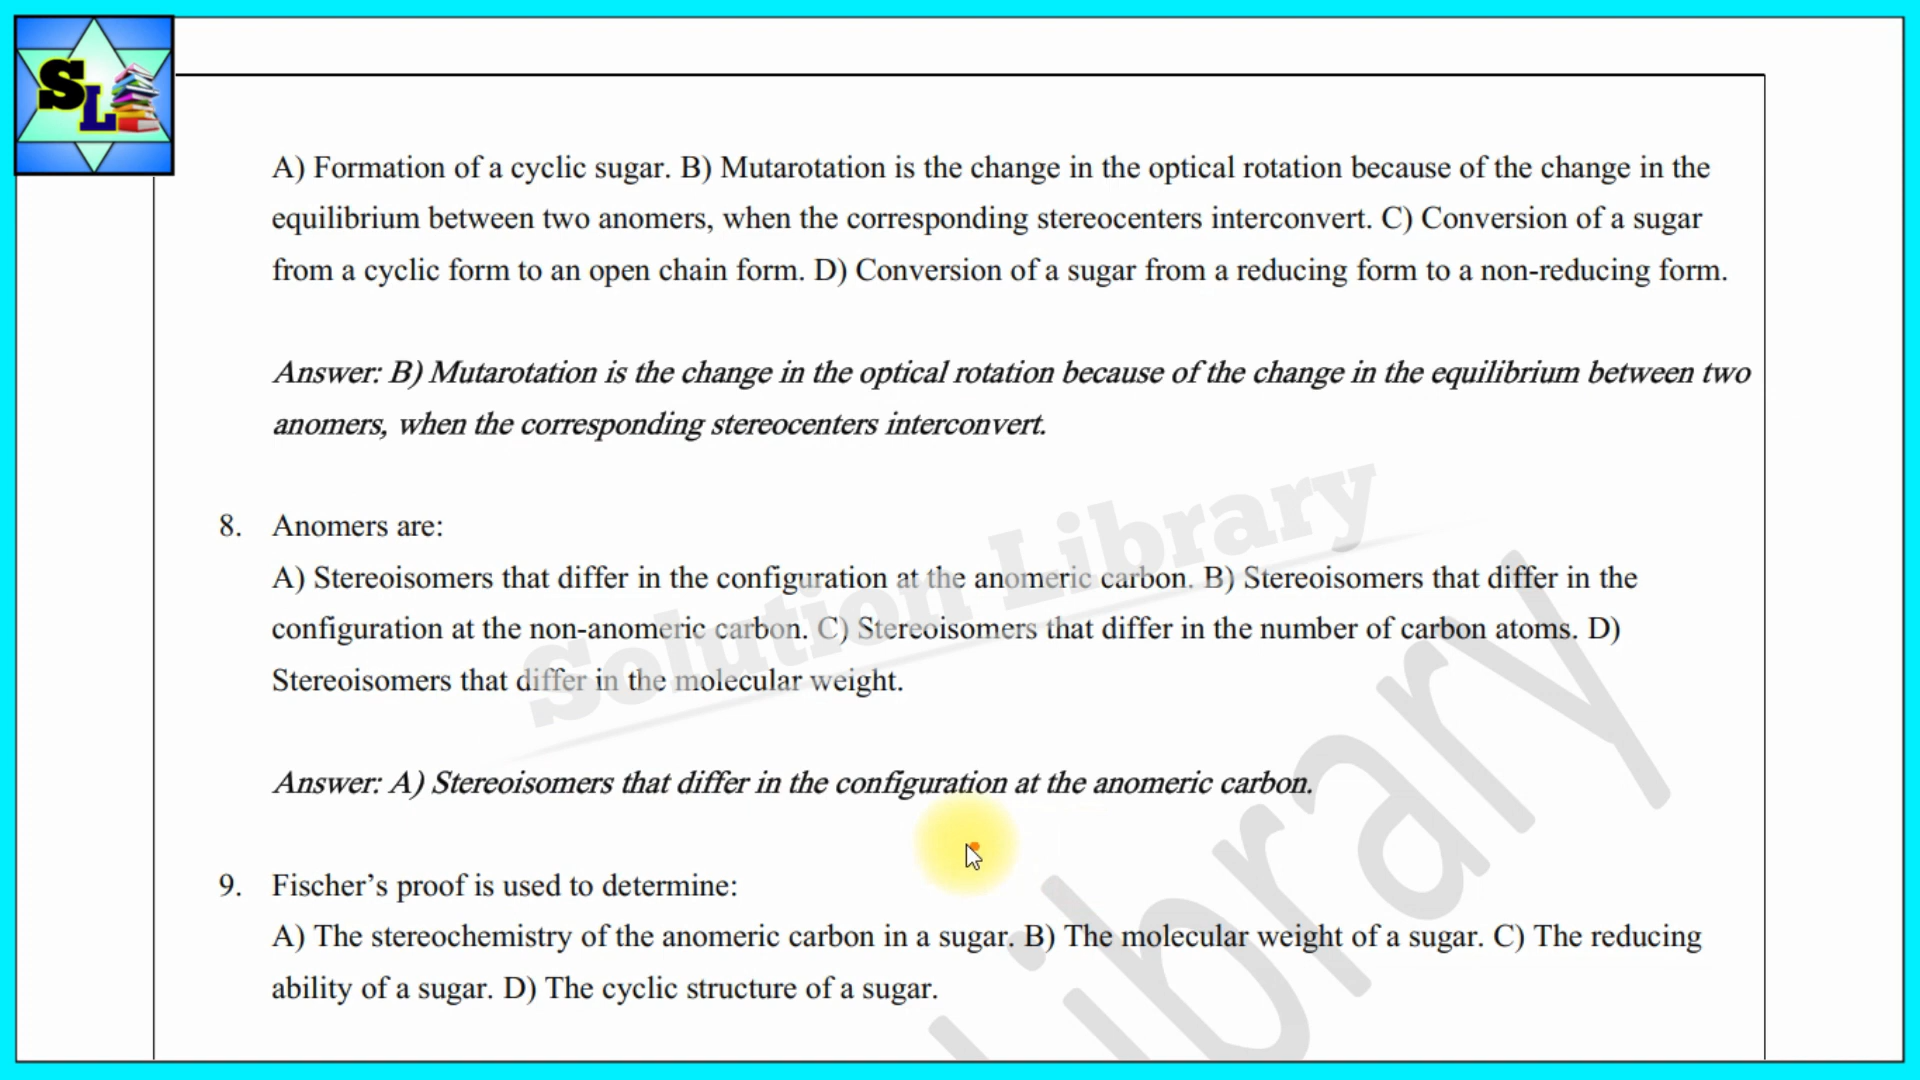 SL
A) Formation of a cyclic sugar. B) Mutarotation is the change in the optical rotation because of the change in the
equilibrium between two anomers, when the corresponding stereocenters interconvert. C) Conversion of a sugar
from a cyclic form to an open chain form. D) Conversion of a sugar from a reducing form to a non-reducing form.
Answer: B) Mutarotation is the change in the optical rotation because of the change in the equilibrium between two
anomers, when the corresponding stereocenters interconvert.
8. Anomers are:
A) Stereoisomers that differ in the configuration at the anomeric carbon. B) Stereoisomers that differ in the
configuration at the non-anomeric carbon. C) Stereoisomers that differ in the number of carbon atoms. D)
Stereoisomers that differ in the molecular weight.
Solution Library
Answer: A) Stereoisomers that differ in the configuration at the anomeric carbon.
9. Fischer’s proof is used to determine:
A) The stereochemistry of the anomeric carbon in a sugar. B) The molecular weight of a sugar. C) The reducing
ability of a sugar. D) The cyclic structure of a sugar.
Library